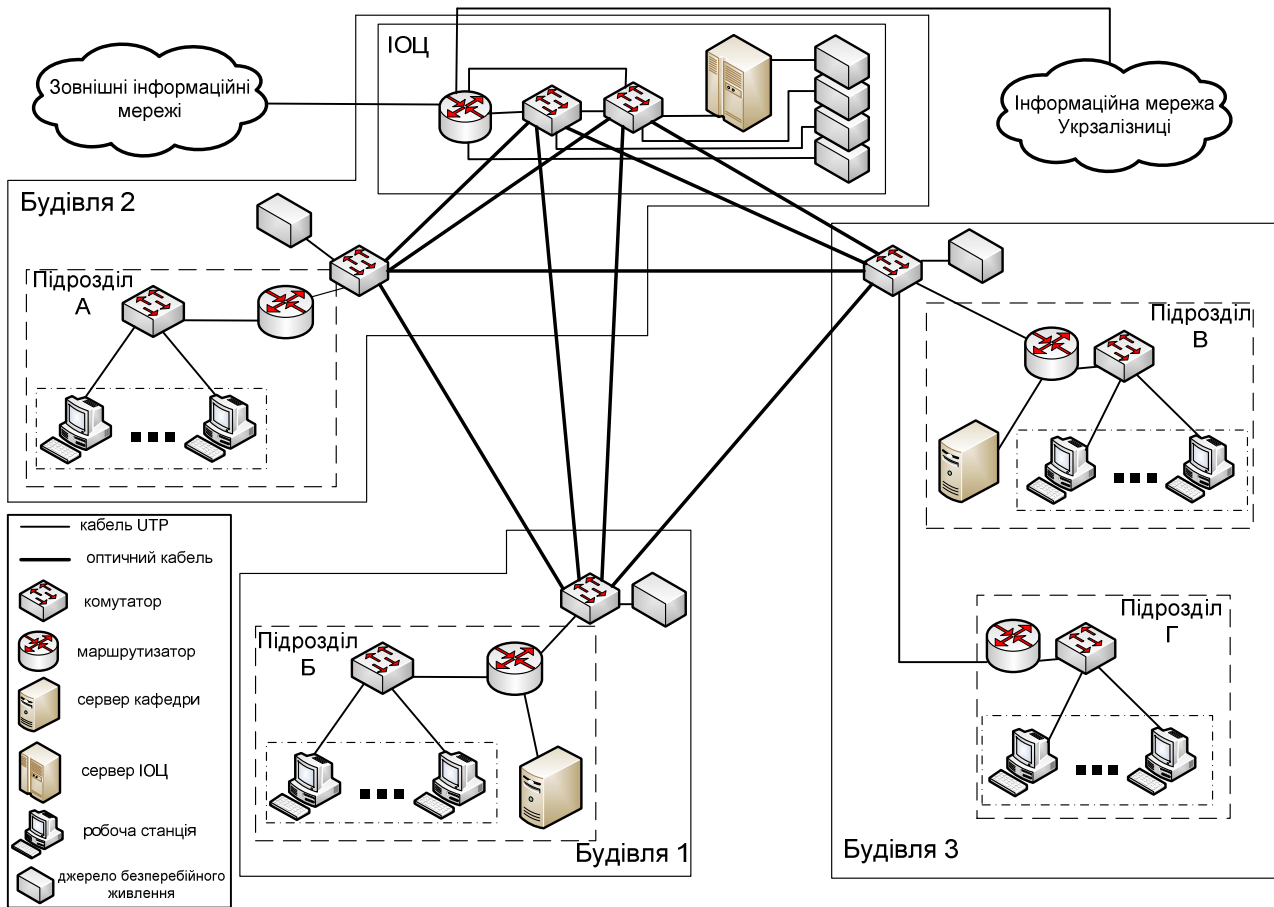 ІОЦ
Зовнішні інформаційні
мережі
Інформаційна мережа
Укрзалізниці
Будівля 2
Підрозділ
А
Підрозділ
В
Підрозділ
Г
Будівля 3
Підрозділ
Б
Будівля 1
кабель UTP
оптичний кабель
комутатор
маршрутизатор
сервер кафедри
сервер ІОЦ
робоча станція
джерело безперебійного
живлення